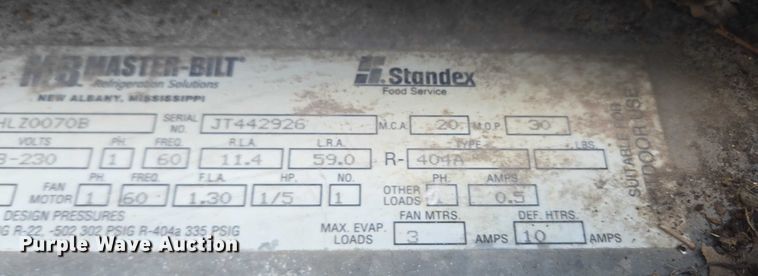 MB MASTER-BILT®
Refrigeration Solutions
NEW ALBANY, MISSISSIPPI
Standex
Food Service
HLZ0070B SERIAL NO. JT442926 M.C.A. 20 M.O.P. 30
VOLTS PH. FREQ. R.L.A. L.R.A. TYPE LBS.
-230 1 60 11.4 59.0 R- 404A
FAN MOTOR PH. FREQ. F.L.A. HP. NO. OTHER LOADS PH. AMPS
1 60 1.30 1/5 1 0.5
DESIGN PRESSURES
R-22, -502 302 PSIG R-404a 335 PSIG
MAX. EVAP. LOADS FAN MTRS. 3 AMPS DEF. HTRS. 10 AMPS
SUITABLE
DOOR USE
Purple Wave Auction